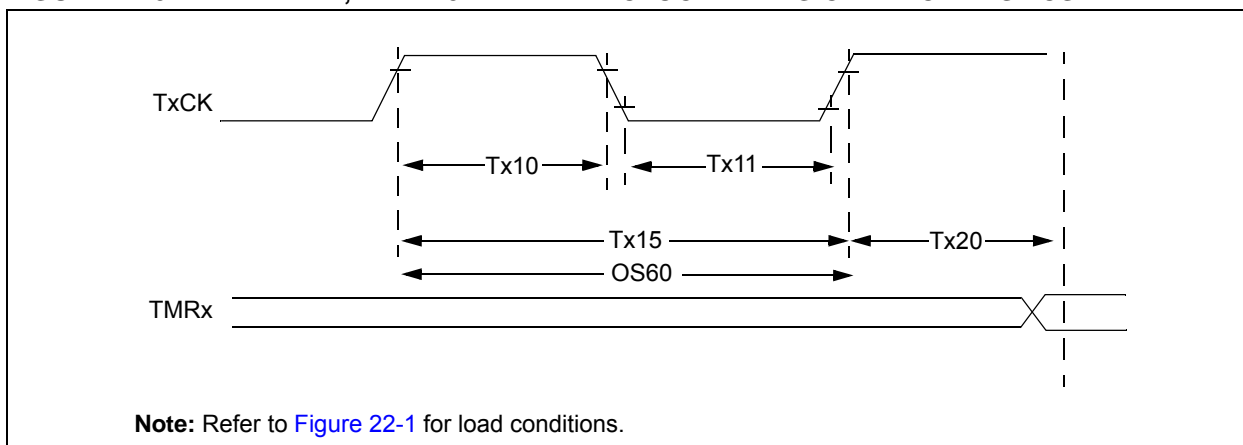 TxCK
Tx10 Tx11
Tx15 Tx20
OS60
TMRx
Note: Refer to Figure 22-1 for load conditions.